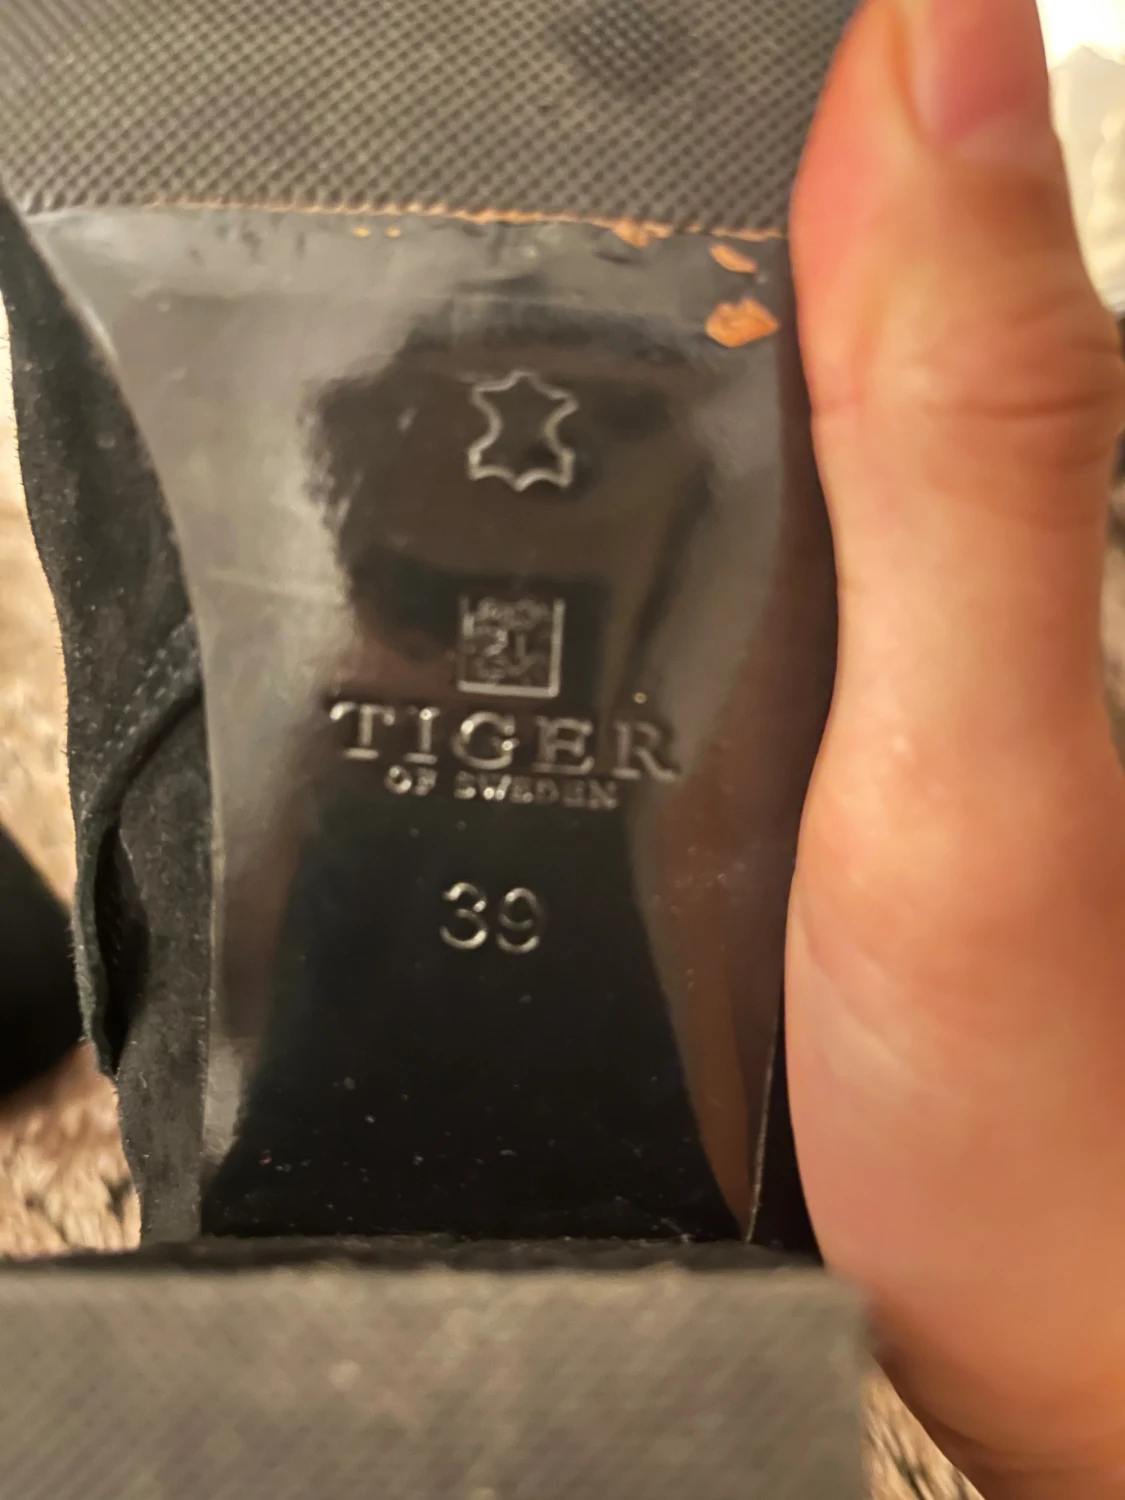 TIGER
OF SWEDEN
39